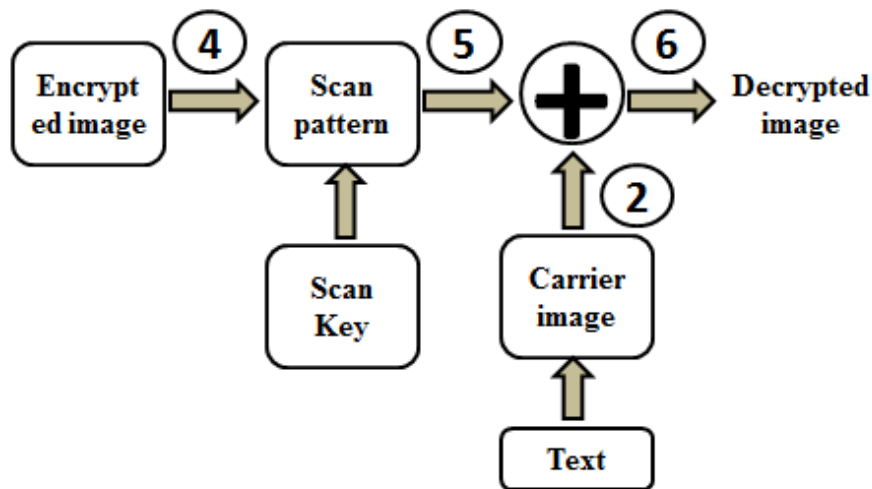 4
5
6
Encrypt
ed image
Scan
pattern
+
Decrypted
image
2
Scan
Key
Carrier
image
Text